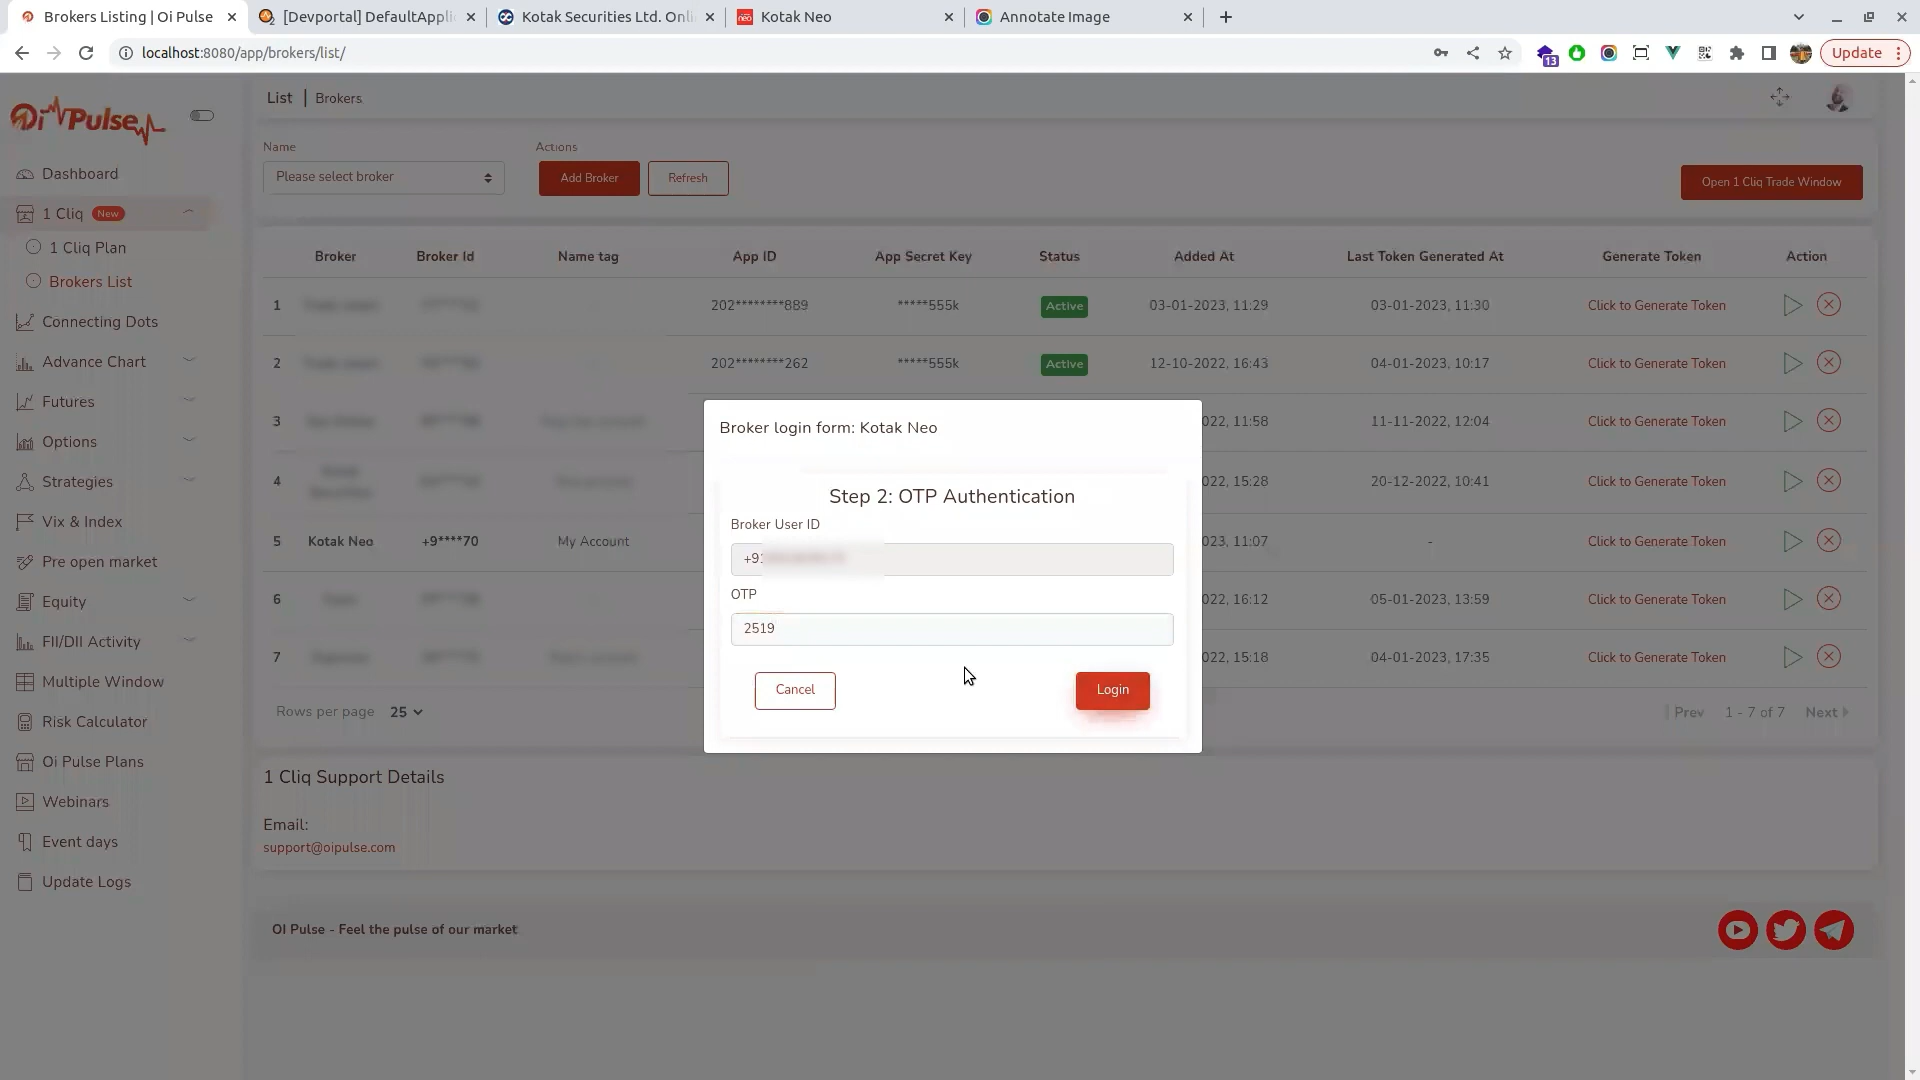 Brokers Listing | Oi Pulse
[Devportal] DefaultApplic
Kotak Securities Ltd. Onli
Kotak Neo
Annotate Image
localhost:8080/app/brokers/list/
13
Update
Oi Pulse
List | Brokers
Name
Actions
Please select broker
Add Broker
Refresh
Open 1 Cliq Trade Window
Dashboard
1 Cliq New
1 Cliq Plan
Brokers List
Connecting Dots
Advance Chart
Futures
Options
Strategies
Vix & Index
Pre open market
Equity
FII/DII Activity
Multiple Window
Risk Calculator
Oi Pulse Plans
Webinars
Event days
Update Logs
Broker Broker Id Name tag App ID App Secret Key Status Added At Last Token Generated At Generate Token Action
1 202********889 *****555k Active 03-01-2023, 11:29 03-01-2023, 11:30 Click to Generate Token
2 202********262 *****555k Active 12-10-2022, 16:43 04-01-2023, 10:17 Click to Generate Token
3 022, 11:58 11-11-2022, 12:04 Click to Generate Token
4 022, 15:28 20-12-2022, 10:41 Click to Generate Token
5 Kotak Neo +9****70 My Account 023, 11:07 - Click to Generate Token
6 022, 16:12 05-01-2023, 13:59 Click to Generate Token
7 022, 15:18 04-01-2023, 17:35 Click to Generate Token
Rows per page 25
Prev 1 - 7 of 7 Next
Broker login form: Kotak Neo
Step 2: OTP Authentication
Broker User ID
+91
OTP
2519
Cancel
Login
1 Cliq Support Details
Email:
support@oipulse.com
OI Pulse - Feel the pulse of our market